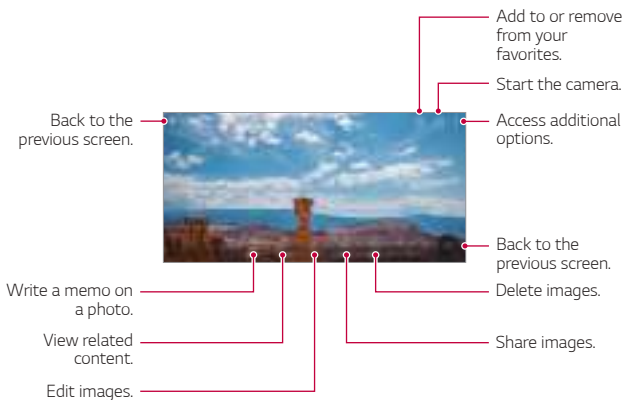 Add to or remove
from your
favorites.
Start the camera.
Back to the
previous screen.
Access additional
options.
Back to the
previous screen.
Write a memo on
a photo.
Delete images.
View related
content.
Share images.
Edit images.